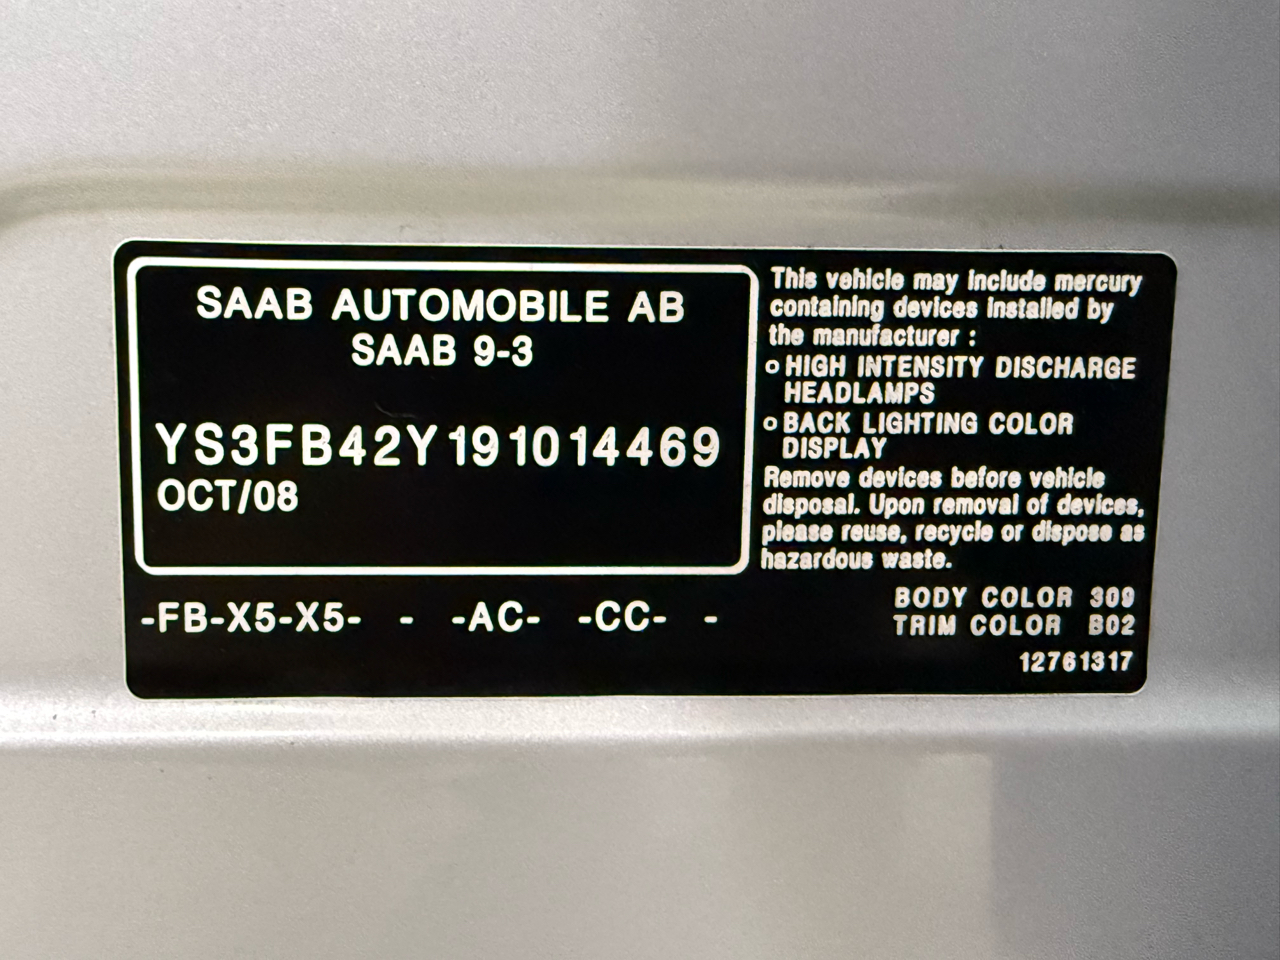 SAAB AUTOMOBILE AB
SAAB 9-3
YS3FB42Y191014469
OCT/08
-FB-X5-X5- - -AC- -CC- -
This vehicle may include mercury
containing devices installed by
the manufacturer :
o HIGH INTENSITY DISCHARGE
HEADLAMPS
o BACK LIGHTING COLOR
DISPLAY
Remove devices before vehicle
disposal. Upon removal of devices,
please reuse, recycle or dispose as
hazardous waste.
BODY COLOR 309
TRIM COLOR B02
12761317